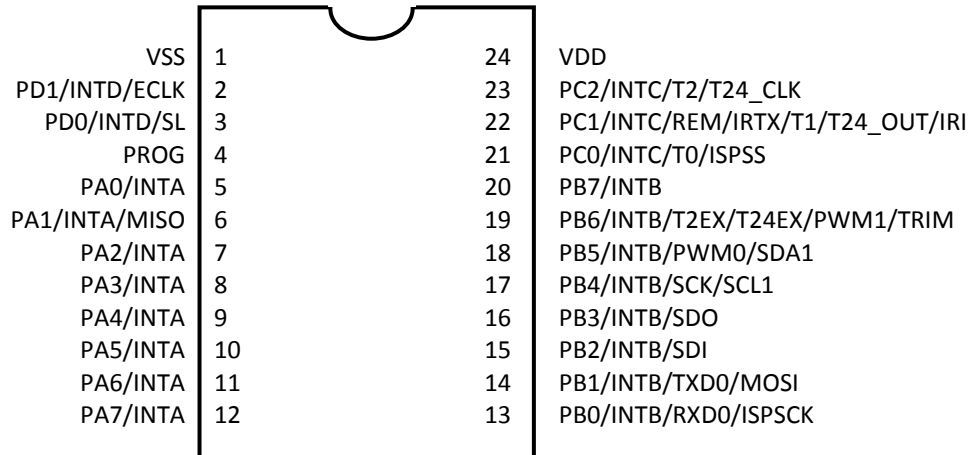 VSS 1 24 VDD
PD1/INTD/ECLK 2 23 PC2/INTC/T2/T24_CLK
PD0/INTD/SL 3 22 PC1/INTC/REM/IRTX/T1/T24_OUT/IRI
PROG 4 21 PC0/INTC/T0/ISPSS
PA0/INTA 5 20 PB7/INTB
PA1/INTA/MISO 6 19 PB6/INTB/T2EX/T24EX/PWM1/TRIM
PA2/INTA 7 18 PB5/INTB/PWM0/SDA1
PA3/INTA 8 17 PB4/INTB/SCK/SCL1
PA4/INTA 9 16 PB3/INTB/SDO
PA5/INTA 10 15 PB2/INTB/SDI
PA6/INTA 11 14 PB1/INTB/TXD0/MOSI
PA7/INTA 12 13 PB0/INTB/RXD0/ISPSCK